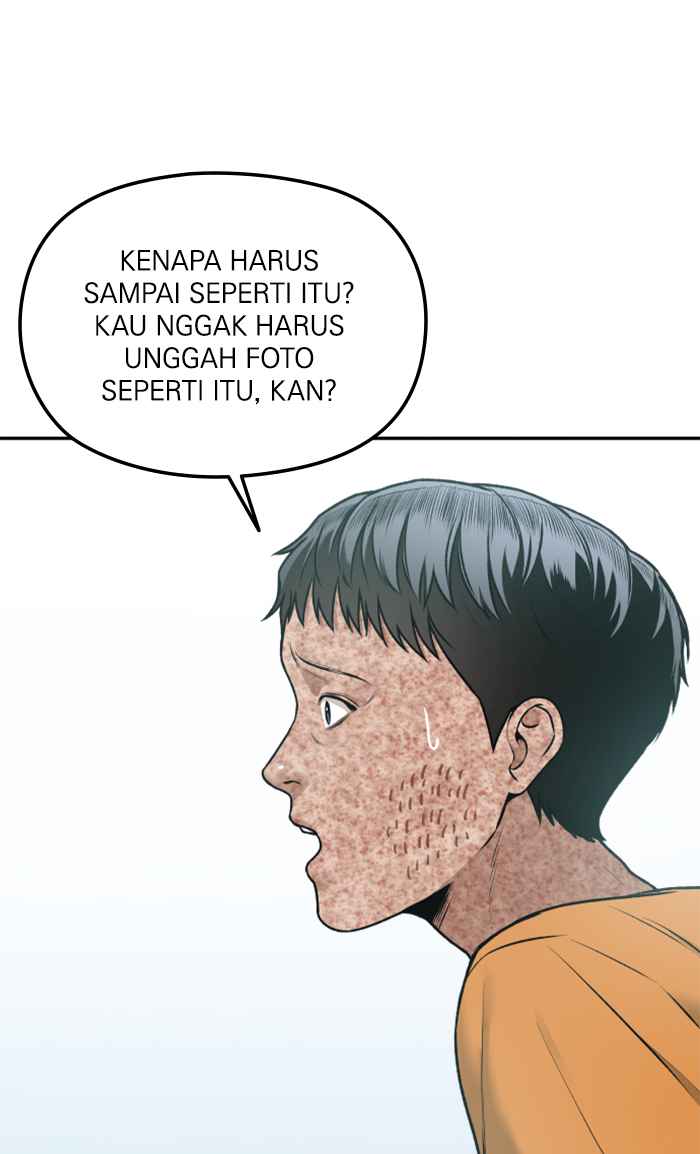 KENAPA HARUS
SAMPAI SEPERTI ITU?
KAU NGGAK HARUS
UNGGAH FOTO
SEPERTI ITU, KAN?